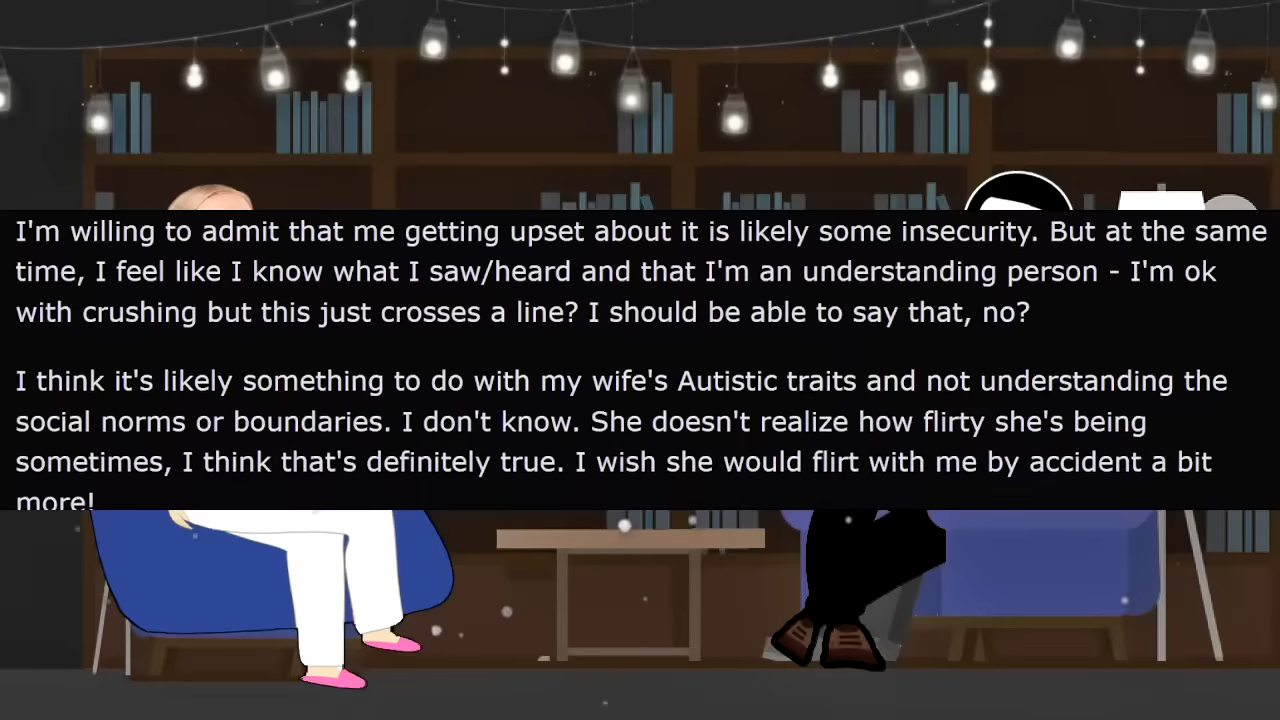 I'm willing to admit that me getting upset about it is likely some insecurity. But at the same
time, I feel like I know what I saw/heard and that I'm an understanding person - I'm ok
with crushing but this just crosses a line? I should be able to say that, no?
I think it's likely something to do with my wife's Autistic traits and not understanding the
social norms or boundaries. I don't know. She doesn't realize how flirty she's being
sometimes, I think that's definitely true. I wish she would flirt with me by accident a bit
more!